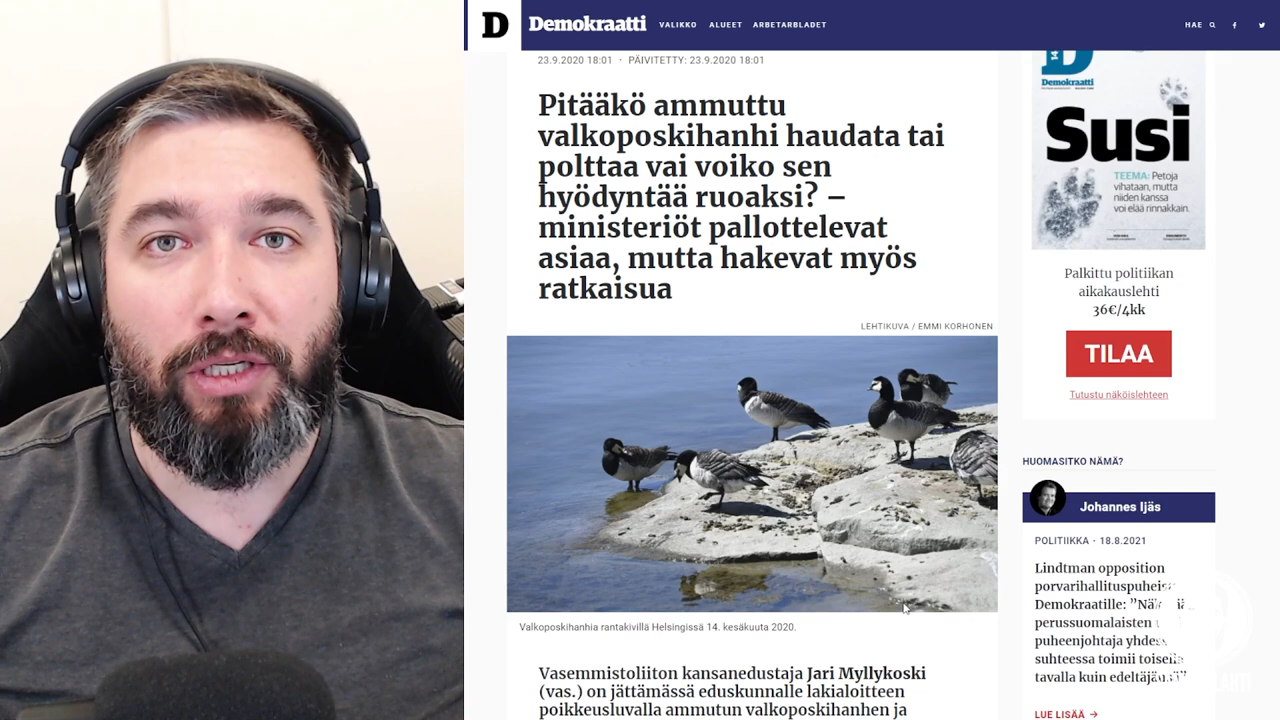 D
Demokraatti
VALIKKO
ALUEET
ARBETARBLADET
HAE
23.9.2020 18:01 · PÄIVITETTY: 23.9.2020 18:01
Pitääkö ammuttu
valkoposkihanhi haudata tai
polttaa vai voiko sen
hyödyntää ruoaksi? –
ministeriöt pallottelevat
asiaa, mutta hakevat myös
ratkaisua
LEHTIKUVA / EMMI KORHONEN
Valkoposkihanhia rantakivillä Helsingissä 14. kesäkuuta 2020.
Vasemmistoliiton kansanedustaja Jari Myllykoski
(vas.) on jättämässä eduskunnalle lakialoitteen
poikkeusluvalla ammutun valkoposkihanhen ja
Demokraatti
Susi
TEEMA: Petoja
vihataan, mutta
niiden kanssa
voi elää rinnakkain.
Palkittu politiikan
aikakauslehti
36€/4kk
TILAA
Tutustu näköislehteen
HUOMASITKO NÄMÄ?
Johannes Ijäs
POLITIIKKA · 18.8.2021
Lindtman opposition
porvarihallituspuheis
Demokraatille:
perussuomalaisten
puheenjohtaja
suhteessa toimii
tavalla kuin
LUE LISÄÄ →